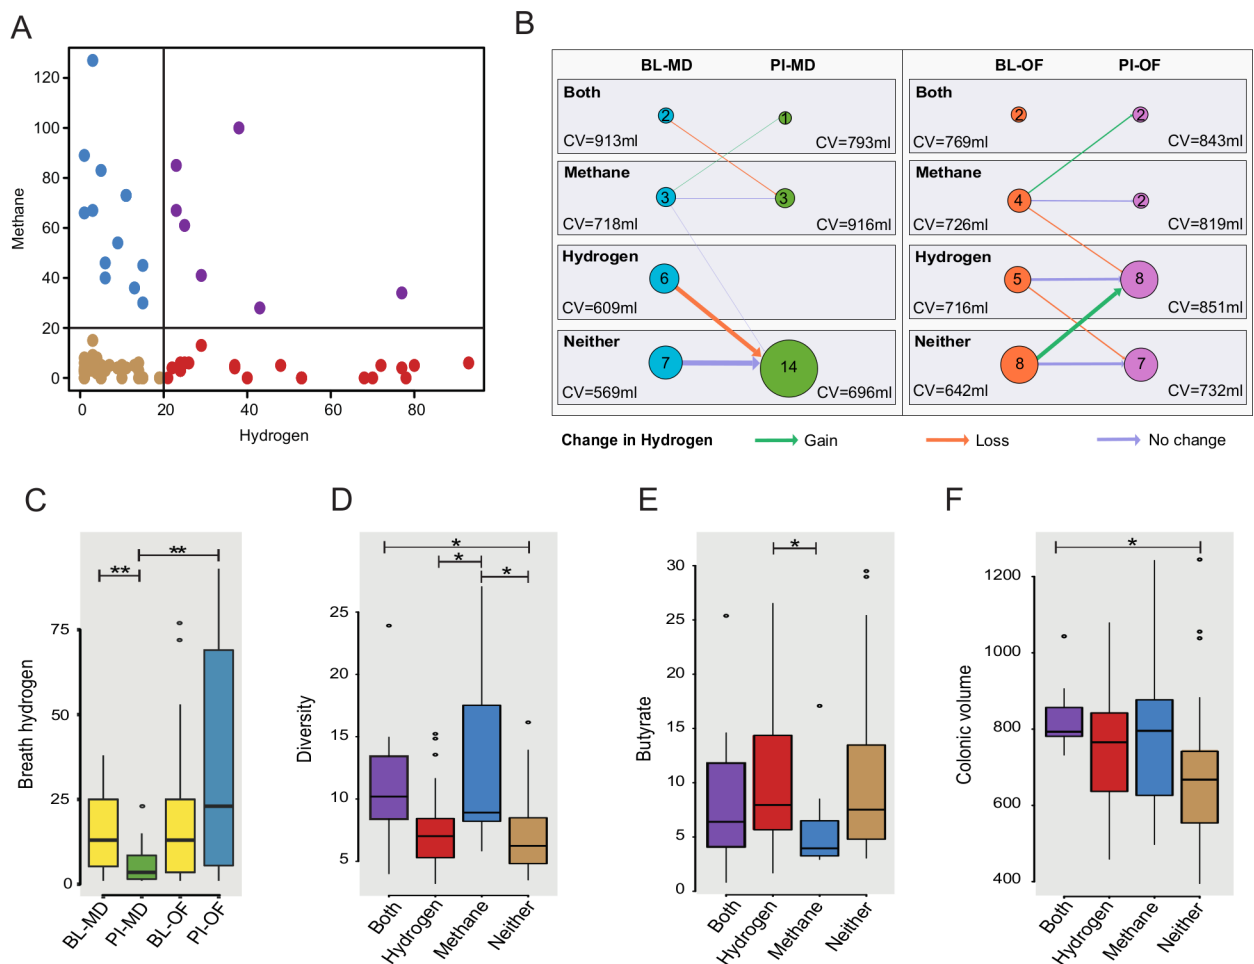 A
Methane
120
100
80
60
40
20
0
0 20 40 60 80
Hydrogen
B
BL-MD PI-MD BL-OF PI-OF
Both
2 1
CV=913ml CV=793ml
Methane
3 3
CV=718ml CV=916ml
Hydrogen
6
CV=609ml
Neither
7 14
CV=569ml CV=696ml
Both
2 2
CV=769ml CV=843ml
Methane
4 2
CV=726ml CV=819ml
Hydrogen
5 8
CV=716ml CV=851ml
Neither
8 7
CV=642ml CV=732ml
Change in Hydrogen Gain Loss No change
C
Breath hydrogen
** **
75
50
25
0
BL-MD PI-MD BL-OF PI-OF
D
Diversity
* * *
25
20
15
10
5
Both Hydrogen Methane Neither
E
Butyrate
*
30
25
20
15
10
5
0
Both Hydrogen Methane Neither
F
Colonic volume
*
1200
1000
800
600
400
Both Hydrogen Methane Neither